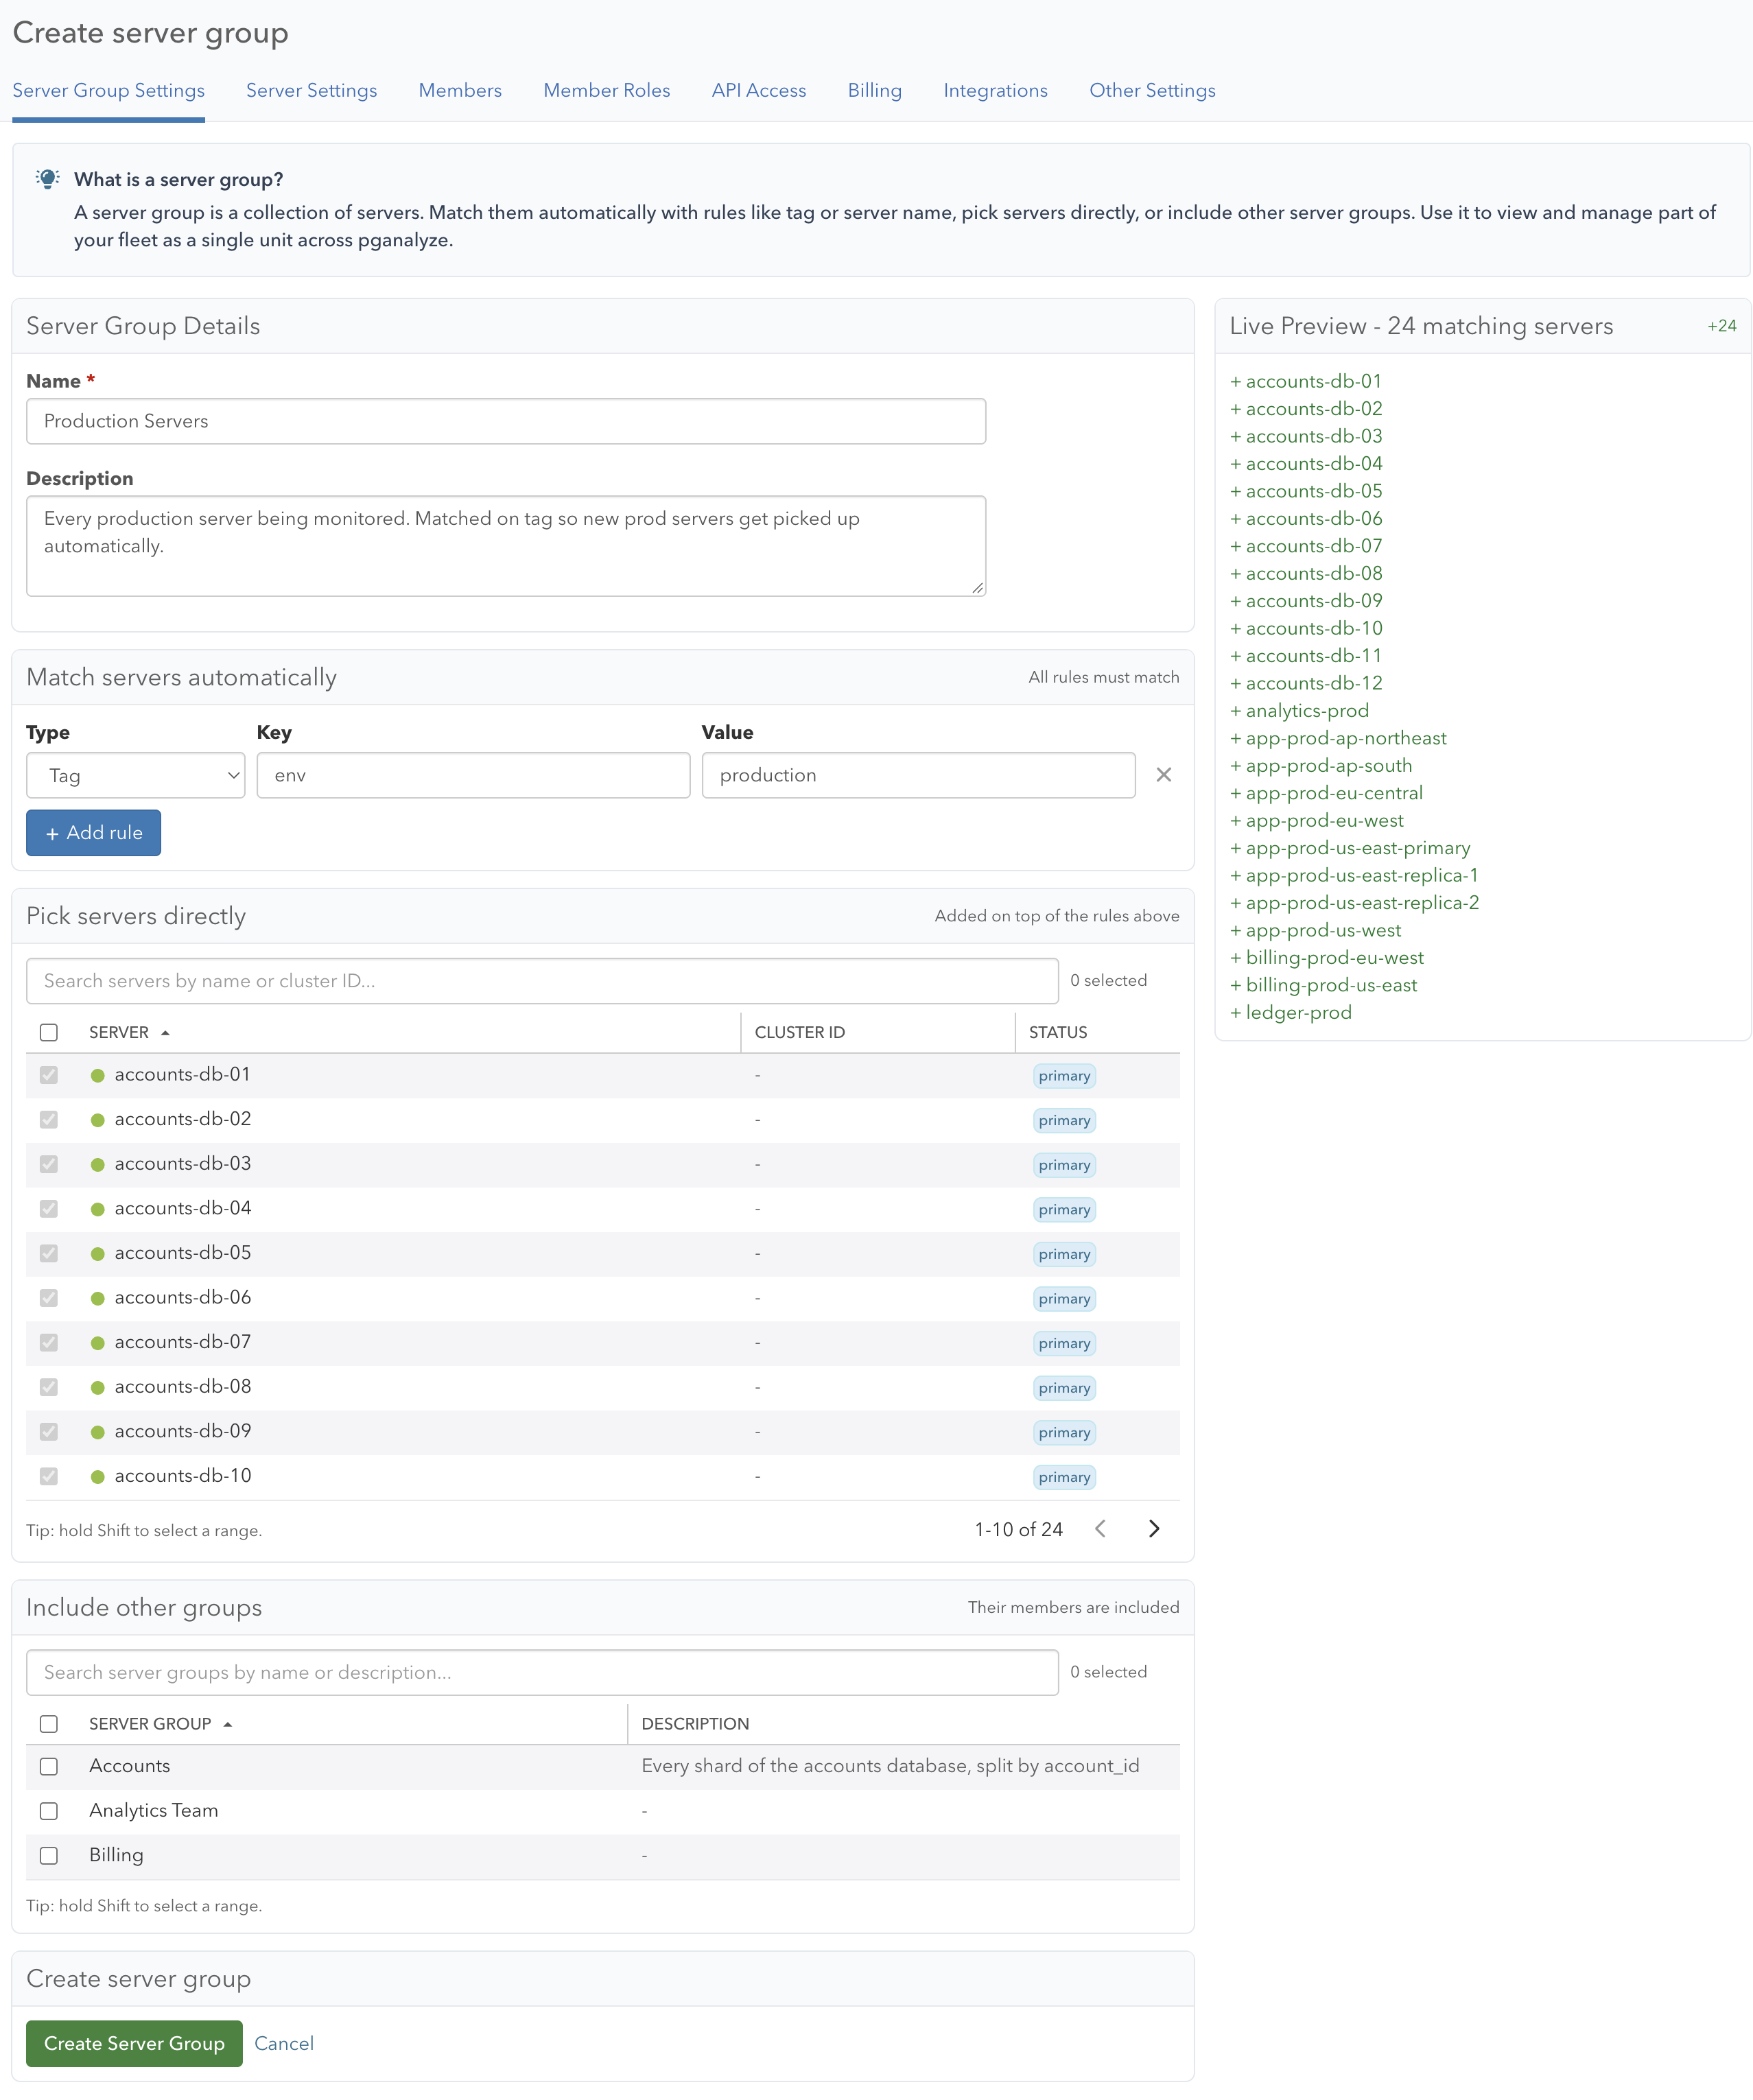 Create server group
Server Group Settings Server Settings Members Member Roles API Access Billing Integrations Other Settings
What is a server group?
A server group is a collection of servers. Match them automatically with rules like tag or server name, pick servers directly, or include other server groups. Use it to view and manage part of
your fleet as a single unit across pganalyze.
Server Group Details
Name *
Production Servers
Description
Every production server being monitored. Matched on tag so new prod servers get picked up
automatically.
Match servers automatically All rules must match
Type Key Value
Tag env production
+ Add rule
Pick servers directly Added on top of the rules above
Search servers by name or cluster ID... 0 selected
SERVER CLUSTER ID STATUS
accounts-db-01 - primary
accounts-db-02 - primary
accounts-db-03 - primary
accounts-db-04 - primary
accounts-db-05 - primary
accounts-db-06 - primary
accounts-db-07 - primary
accounts-db-08 - primary
accounts-db-09 - primary
accounts-db-10 - primary
Tip: hold Shift to select a range. 1-10 of 24
Include other groups Their members are included
Search server groups by name or description... 0 selected
SERVER GROUP DESCRIPTION
Accounts Every shard of the accounts database, split by account_id
Analytics Team -
Billing -
Tip: hold Shift to select a range.
Create server group
Create Server Group Cancel
Live Preview - 24 matching servers +24
+ accounts-db-01
+ accounts-db-02
+ accounts-db-03
+ accounts-db-04
+ accounts-db-05
+ accounts-db-06
+ accounts-db-07
+ accounts-db-08
+ accounts-db-09
+ accounts-db-10
+ accounts-db-11
+ accounts-db-12
+ analytics-prod
+ app-prod-ap-northeast
+ app-prod-ap-south
+ app-prod-eu-central
+ app-prod-eu-west
+ app-prod-us-east-primary
+ app-prod-us-east-replica-1
+ app-prod-us-east-replica-2
+ app-prod-us-west
+ billing-prod-eu-west
+ billing-prod-us-east
+ ledger-prod